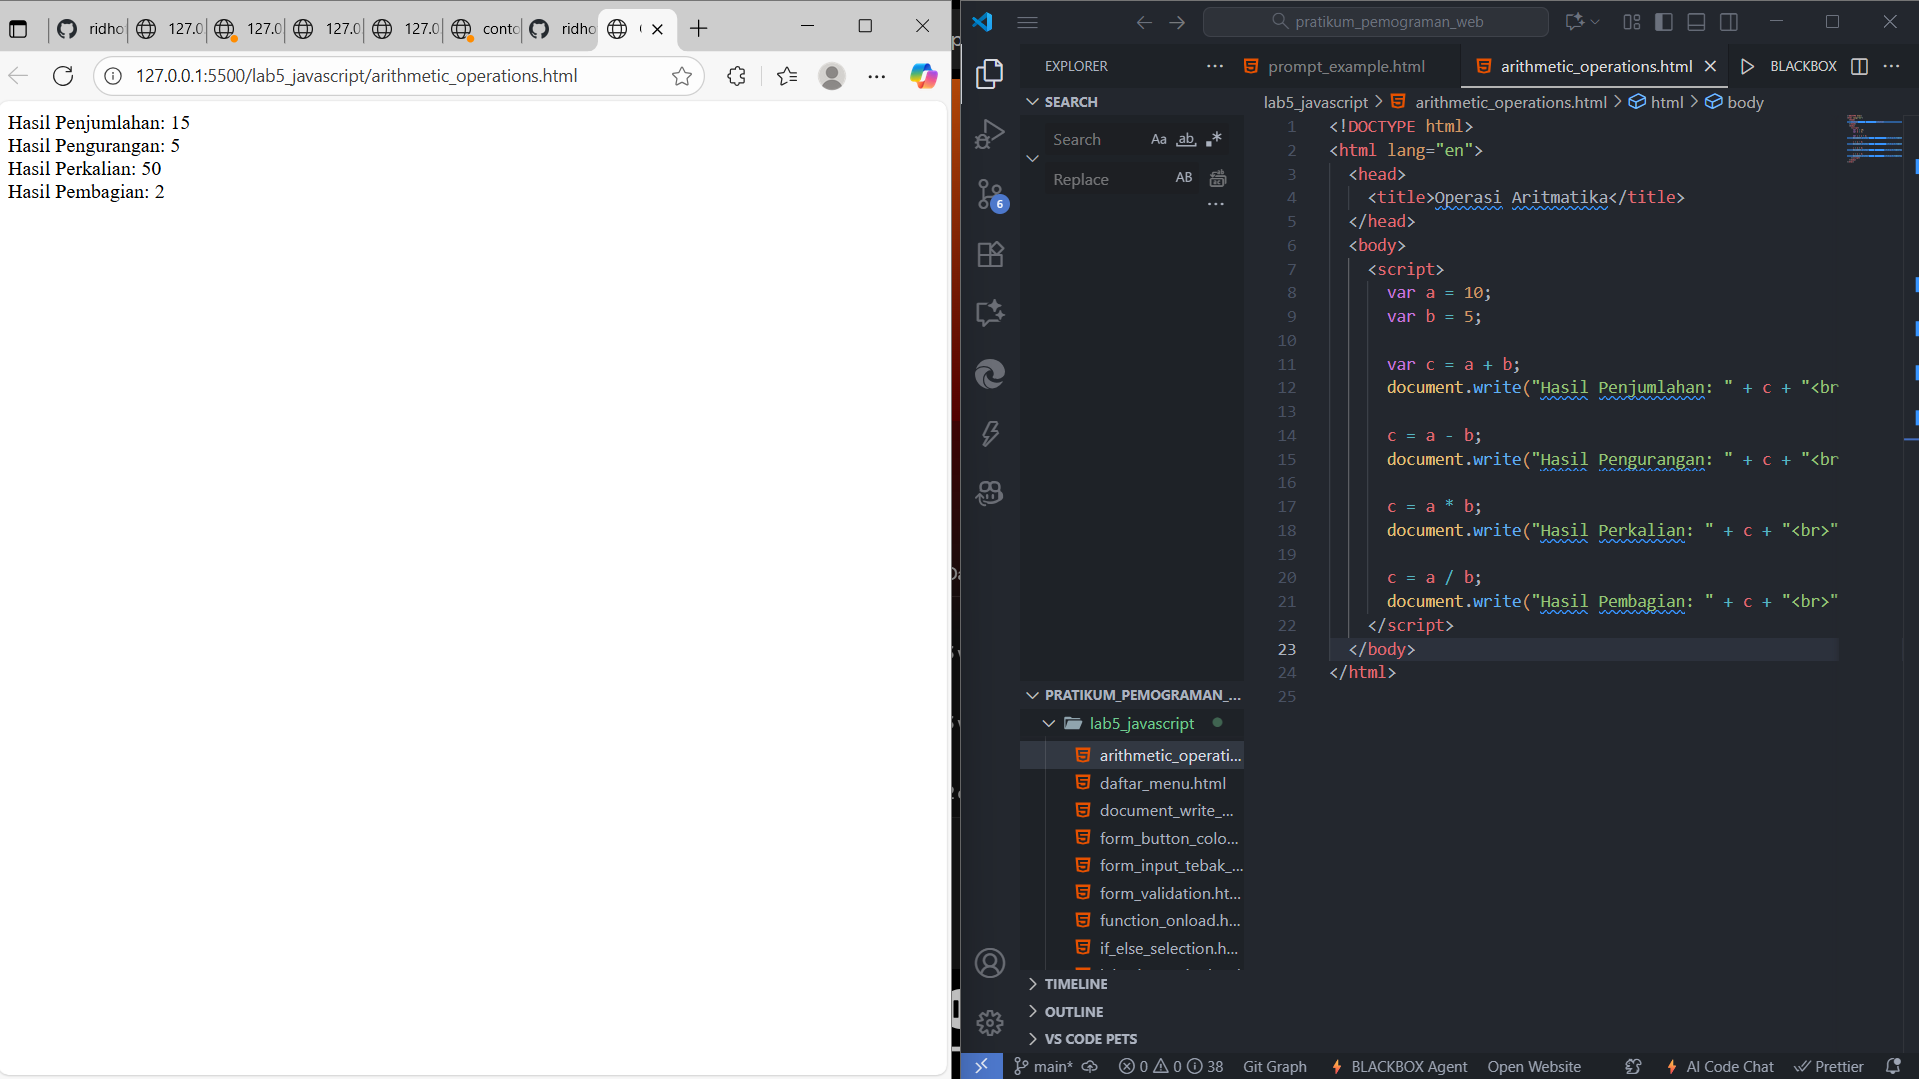 ridho
127.0
127.0
127.0
127.0
conto
ridho
127.0.0.1:5500/lab5_javascript/arithmetic_operations.html
Hasil Penjumlahan: 15
Hasil Pengurangan: 5
Hasil Perkalian: 50
Hasil Pembagian: 2
pratikum_pemograman_web
EXPLORER
prompt_example.html
arithmetic_operations.html
BLACKBOX
SEARCH
Search
Aa
ab
Replace
AB
6
lab5_javascript > arithmetic_operations.html > html > body
1 <!DOCTYPE html>
2 <html lang="en">
3 <head>
4 <title>Operasi Aritmatika</title>
5 </head>
6 <body>
7 <script>
8 var a = 10;
9 var b = 5;
10
11 var c = a + b;
12 document.write("Hasil Penjumlahan: " + c + "<br
13
14 c = a - b;
15 document.write("Hasil Pengurangan: " + c + "<br
16
17 c = a * b;
18 document.write("Hasil Perkalian: " + c + "<br>"
19
20 c = a / b;
21 document.write("Hasil Pembagian: " + c + "<br>"
22 </script>
23 </body>
24 </html>
25
PRATIKUM_PEMOGRAMAN_...
lab5_javascript
arithmetic_operati...
daftar_menu.html
document_write_...
form_button_colo...
form_input_tebak_...
form_validation.ht...
function_onload.h...
if_else_selection.h...
TIMELINE
OUTLINE
VS CODE PETS
main*
0
0
38
Git Graph
BLACKBOX Agent
Open Website
AI Code Chat
Prettier